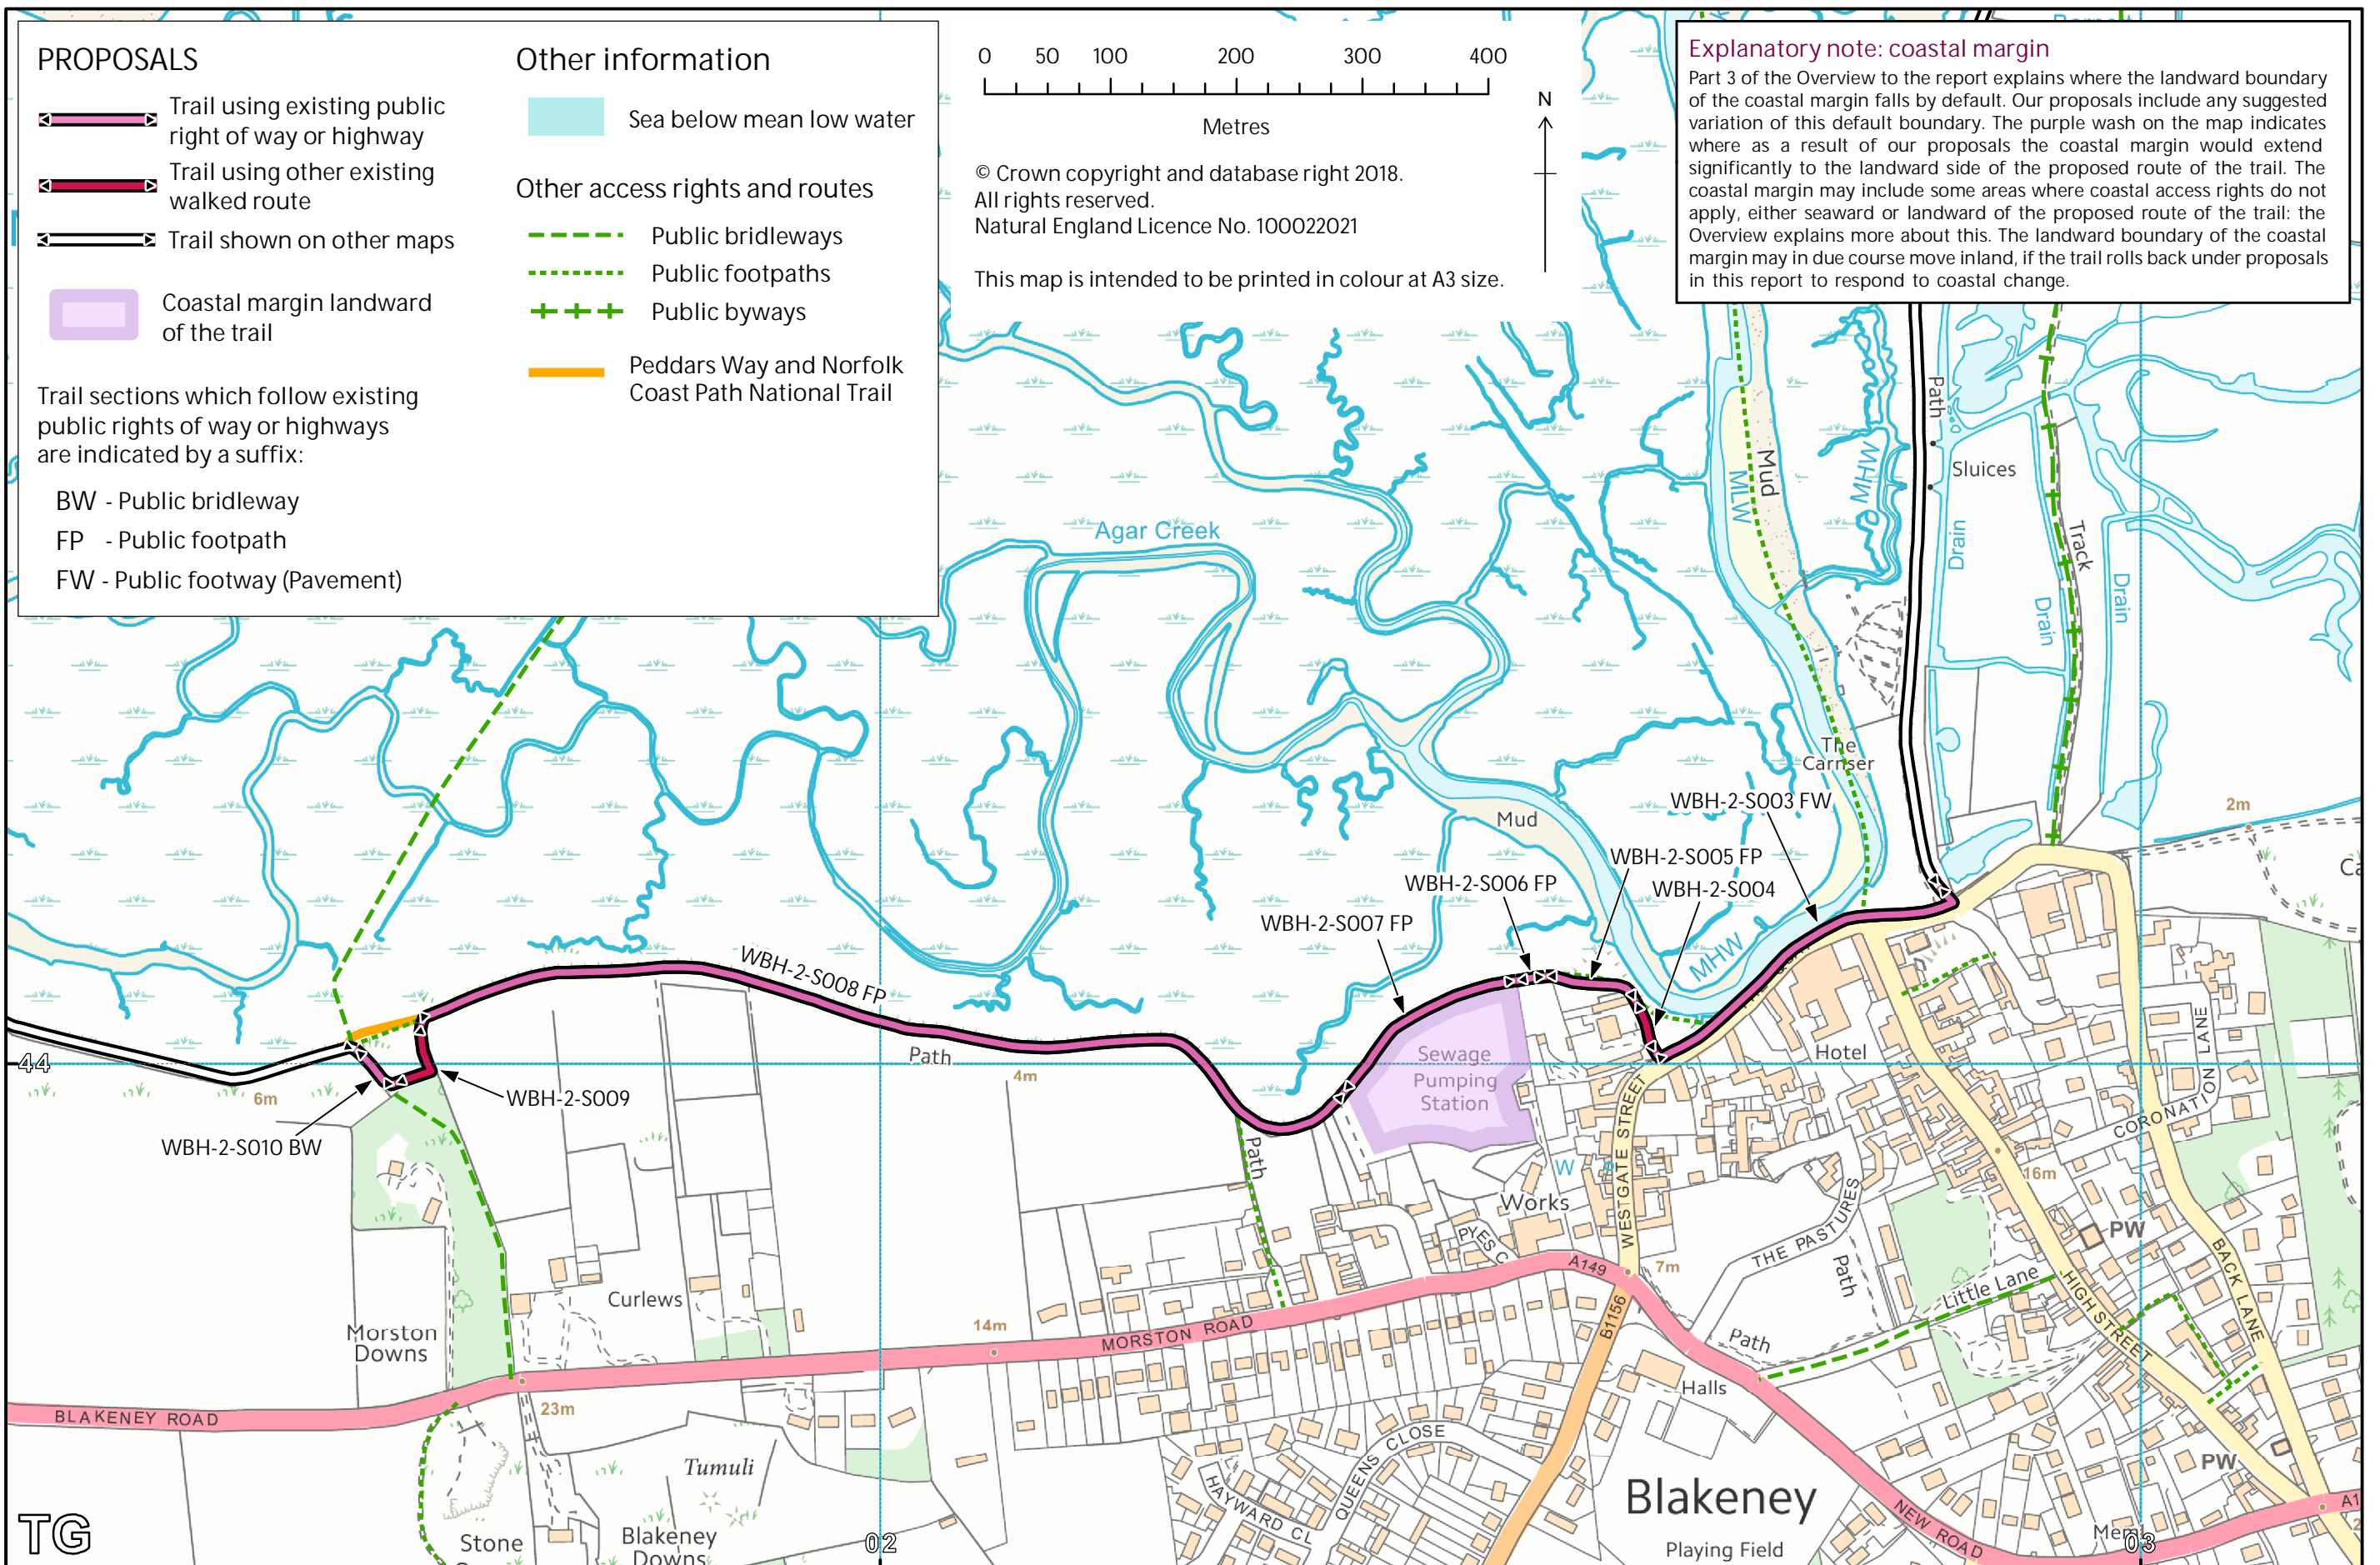 PROPOSALS
Trail using existing public
right of way or highway
Trail using other existing
walked route
Trail shown on other maps
Coastal margin landward
of the trail
Trail sections which follow existing
public rights of way or highways
are indicated by a suffix:
BW - Public bridleway
FP - Public footpath
FW - Public footway (Pavement)
Other information
Sea below mean low water
Other access rights and routes
Public bridleways
Public footpaths
Public byways
Peddars Way and Norfolk
Coast Path National Trail
0 50 100 200 300 400
Metres
© Crown copyright and database right 2018.
All rights reserved.
Natural England Licence No. 100022021
This map is intended to be printed in colour at A3 size.
N
Explanatory note: coastal margin
Part 3 of the Overview to the report explains where the landward boundary
of the coastal margin falls by default. Our proposals include any suggested
variation of this default boundary. The purple wash on the map indicates
where as a result of our proposals the coastal margin would extend
significantly to the landward side of the proposed route of the trail. The
coastal margin may include some areas where coastal access rights do not
apply, either seaward or landward of the proposed route of the trail: the
Overview explains more about this. The landward boundary of the coastal
margin may in due course move inland, if the trail rolls back under proposals
in this report to respond to coastal change.
Path
Mud
MLW
MHW
Sluices
Agar Creek
Drain
Track
Drain
Drain
The
Carnser
WBH-2-S003 FW
2m
Mud
WBH-2-S005 FP
WBH-2-S006 FP
WBH-2-S004
WBH-2-S007 FP
MHW
WBH-2-S008 FP
44
Path
4m
Sewage
Pumping
Station
Hotel
6m
WBH-2-S009
WBH-2-S010 BW
CORONATION LANE
Path
W
Works
WESTGATE STREET
16m
THE PASTURES
PW
PYES C
A149
7m
Path
BACK LANE
Little Lane
HIGH STREET
Curlews
Morston
Downs
14m
MORSTON ROAD
B1156
Path
Halls
23m
BLAKENEY ROAD
QUEENS CLOSE
HAYWARD CL
Tumuli
Blakeney
PW
NEW ROAD
TG
Stone
Blakeney
Downs
02
03
Playing Field